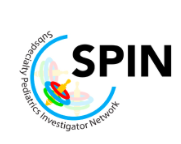 SPIN
Subspecialty Pediatrics Investigator Network